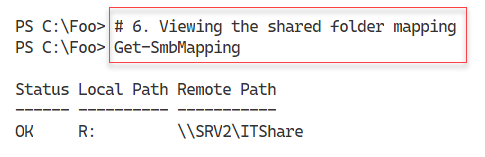 PS C:\Foo> # 6. Viewing the shared folder mapping
PS C:\Foo> Get-SmbMapping
Status Local Path Remote Path
------ ---------- -----------
OK     R:         \\SRV2\ITShare